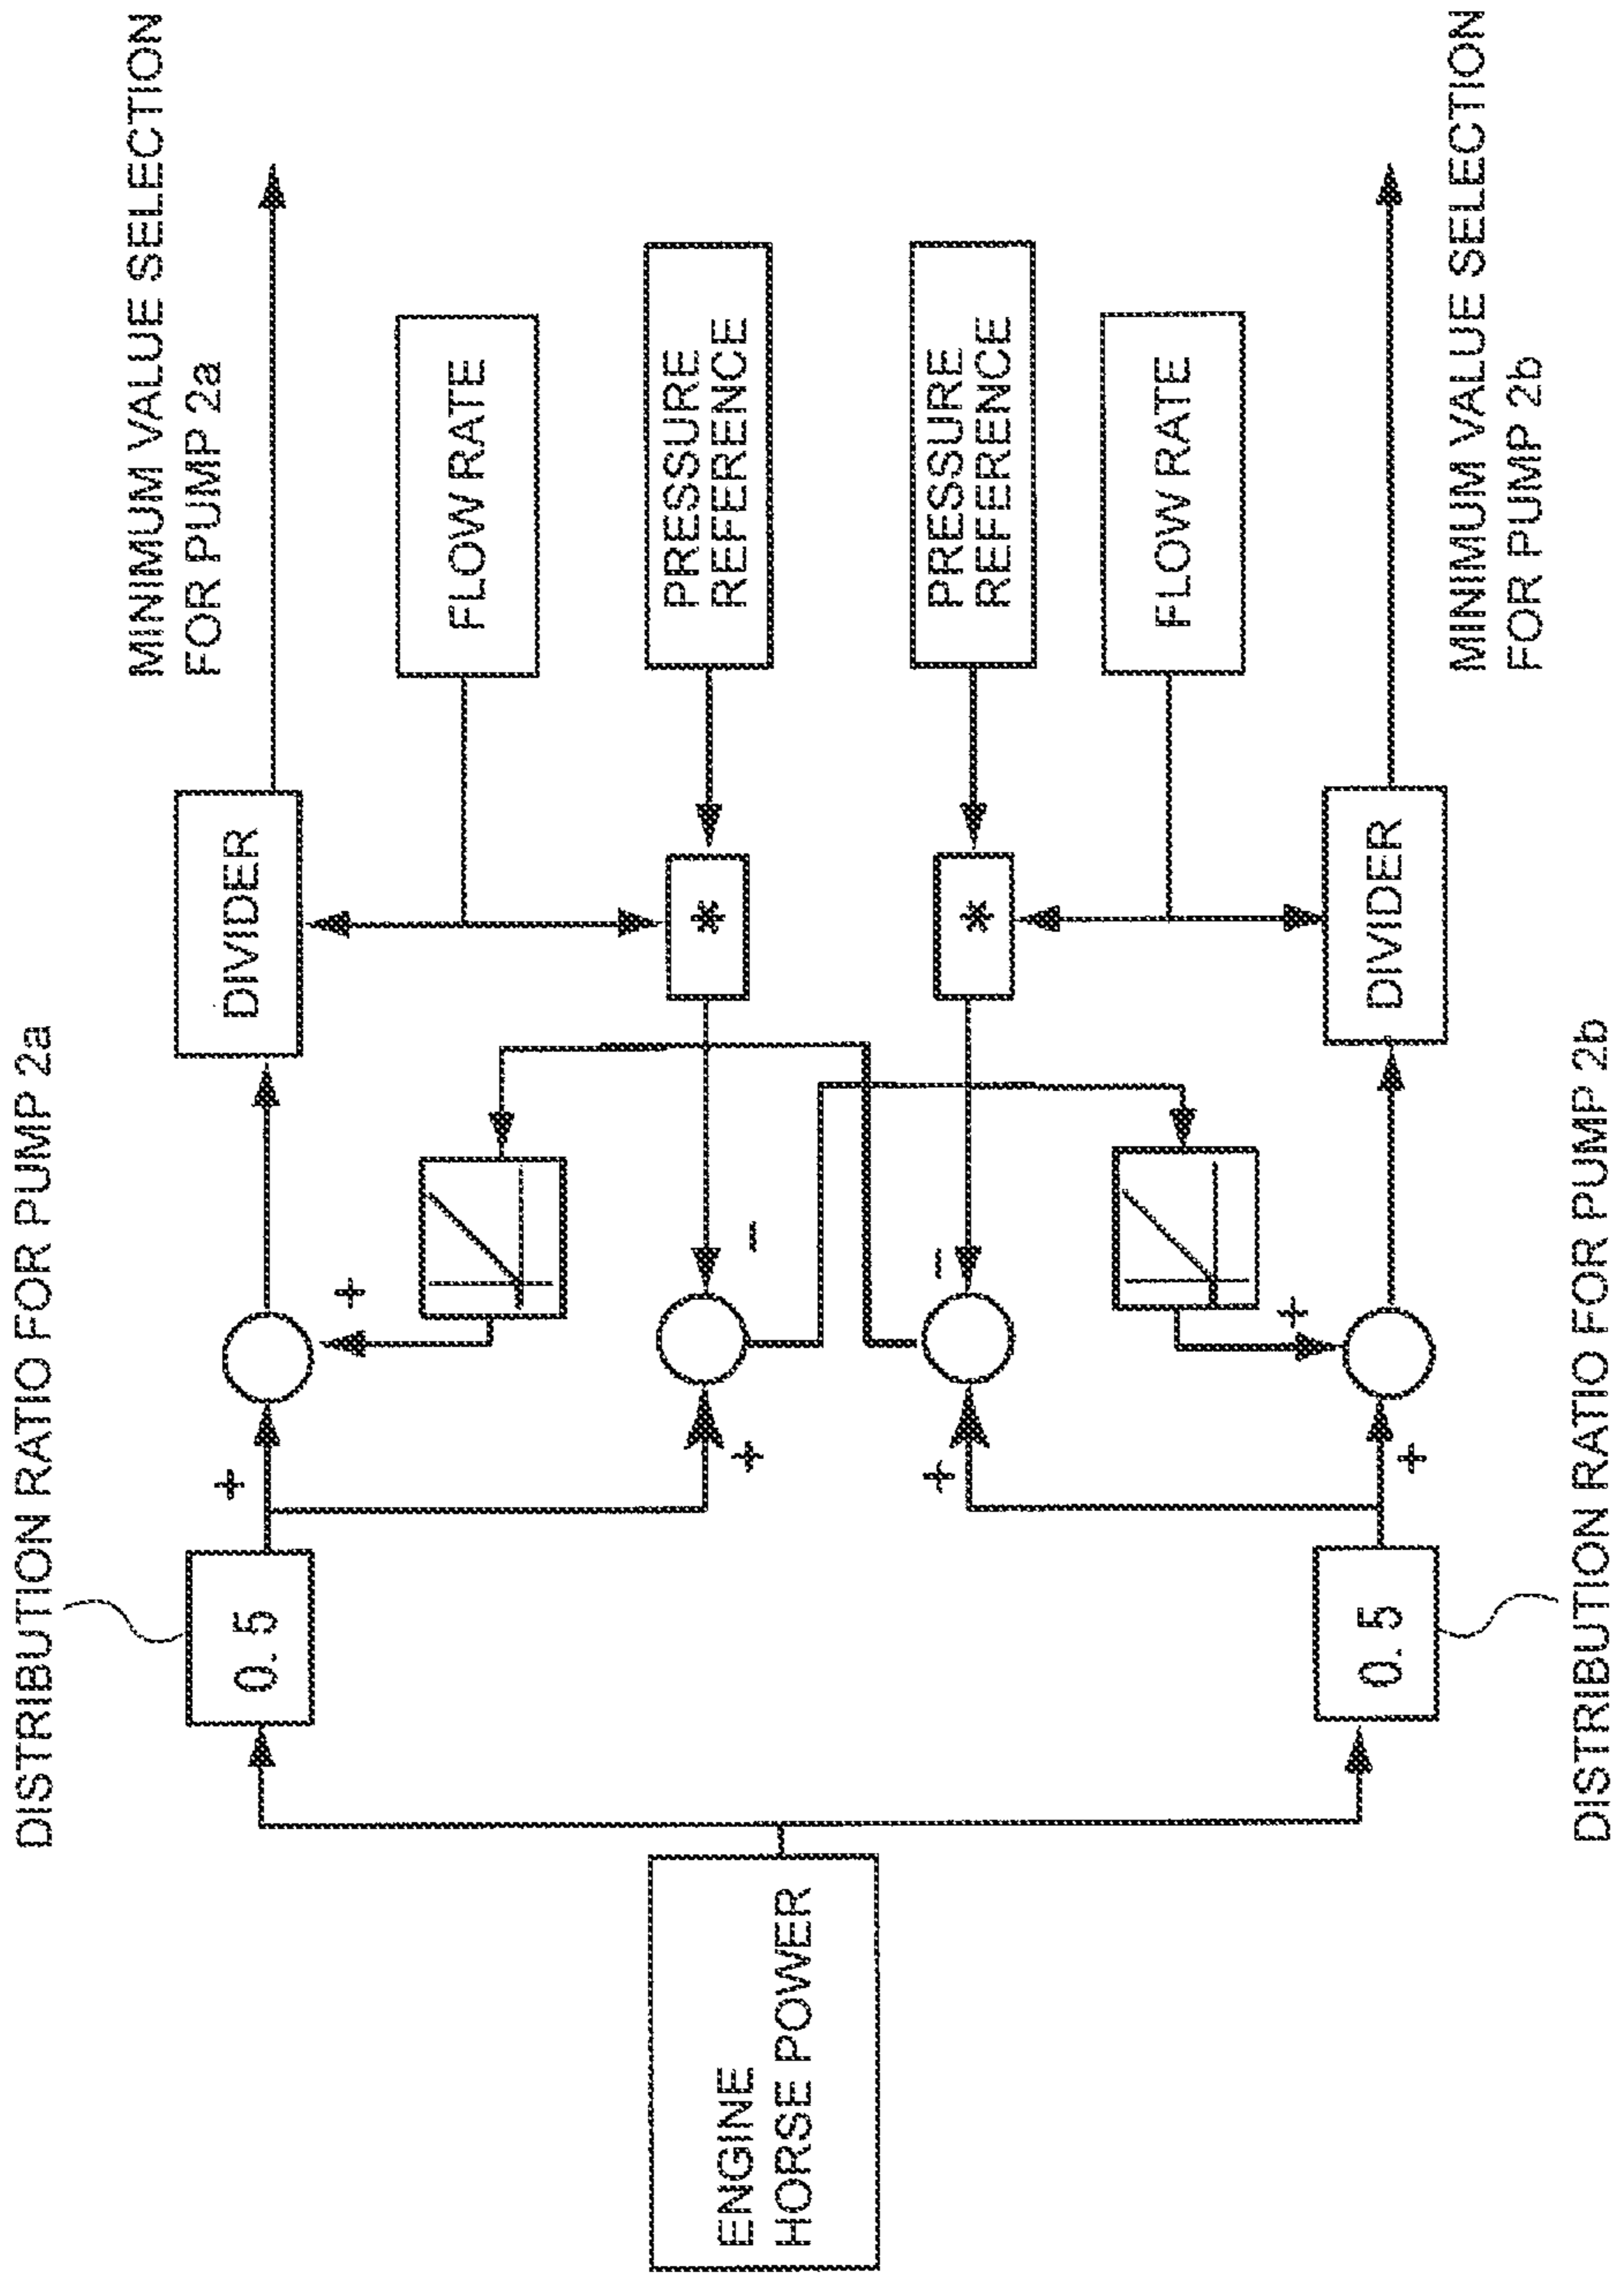 DISTRIBUTION RATIO FOR PUMP 2a
MINIMUM VALUE SELECTION
FOR PUMP 2a
0.5
+
DIVIDER
+
FLOW RATE
ENGINE
HORSE POWER
+
−
*
PRESSURE
REFERENCE
+
−
*
PRESSURE
REFERENCE
+
FLOW RATE
0.5
+
DIVIDER
MINIMUM VALUE SELECTION
FOR PUMP 2b
DISTRIBUTION RATIO FOR PUMP 2b